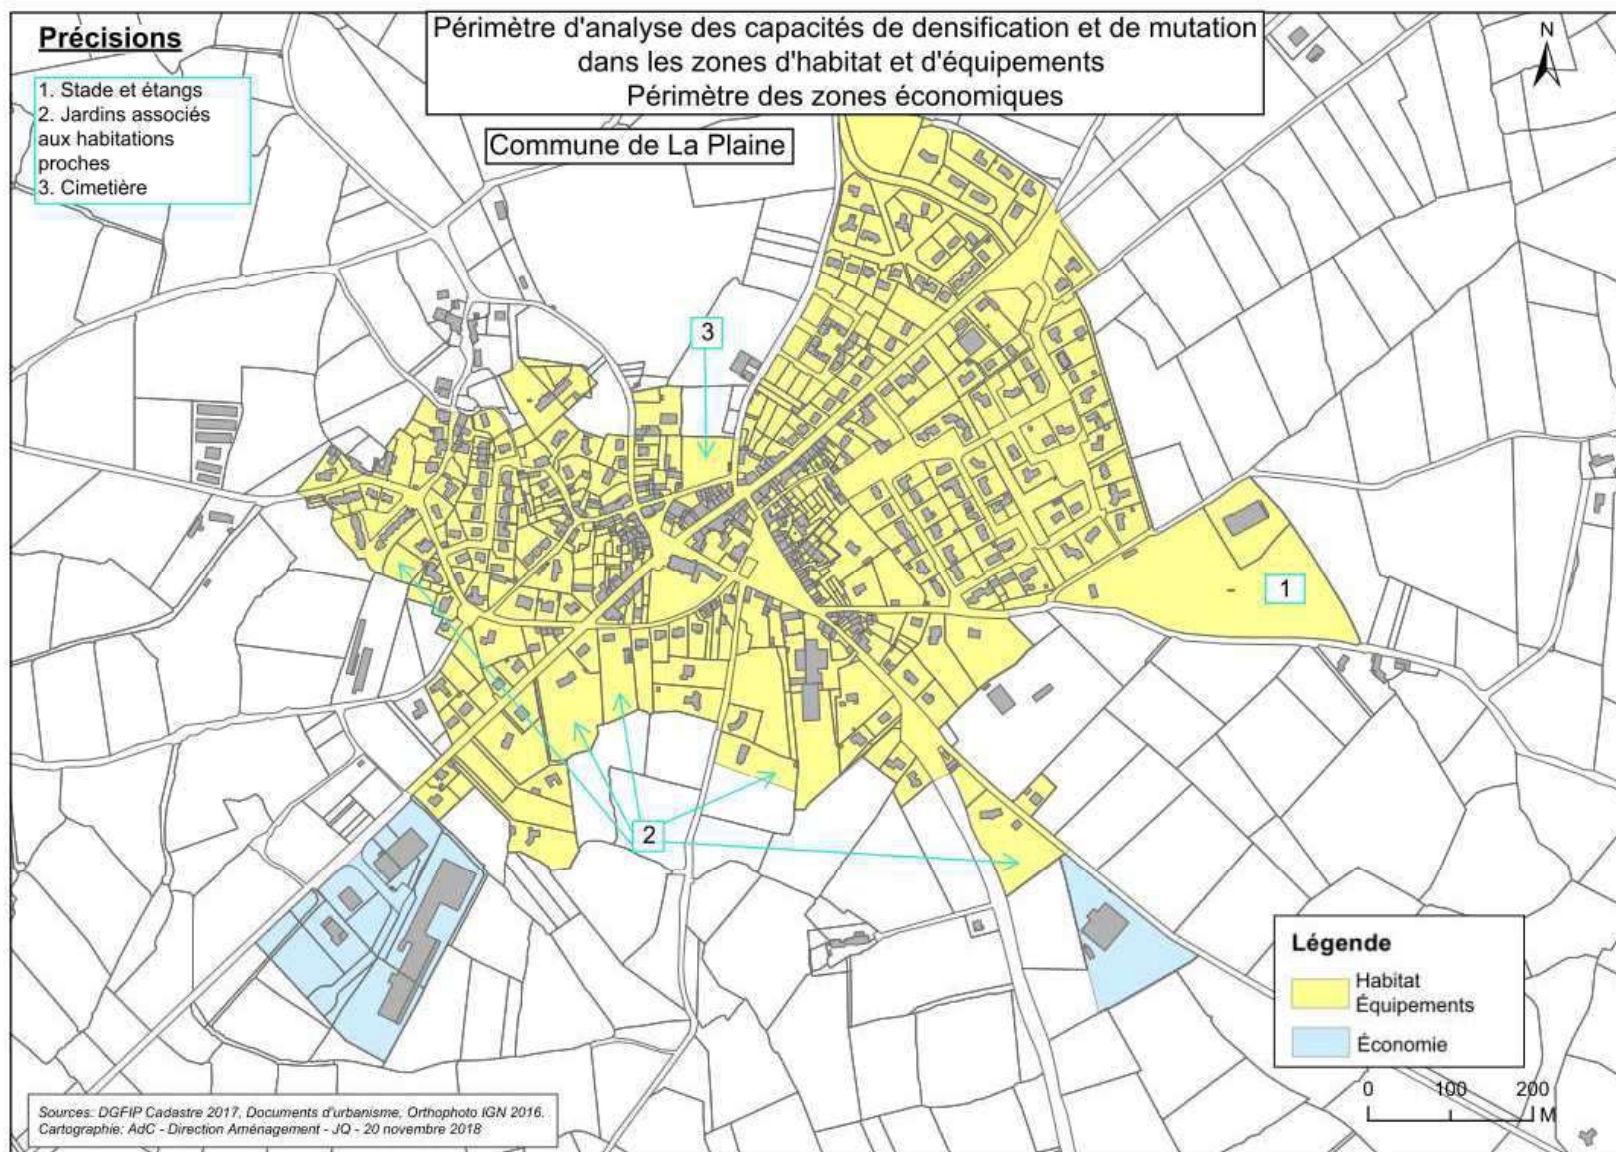 Précisions
1. Stade et étangs
2. Jardins associés
aux habitations
proches
3. Cimetière
Périmètre d'analyse des capacités de densification et de mutation
dans les zones d'habitat et d'équipements
Périmètre des zones économiques
Commune de La Plaine
N
3
1
2
Légende
Habitat
Équipements
Économie
0 100 200
M
Sources: DGFIP Cadastre 2017, Documents d'urbanisme, Orthophoto IGN 2016.
Cartographie: AdC - Direction Aménagement - JQ - 20 novembre 2018